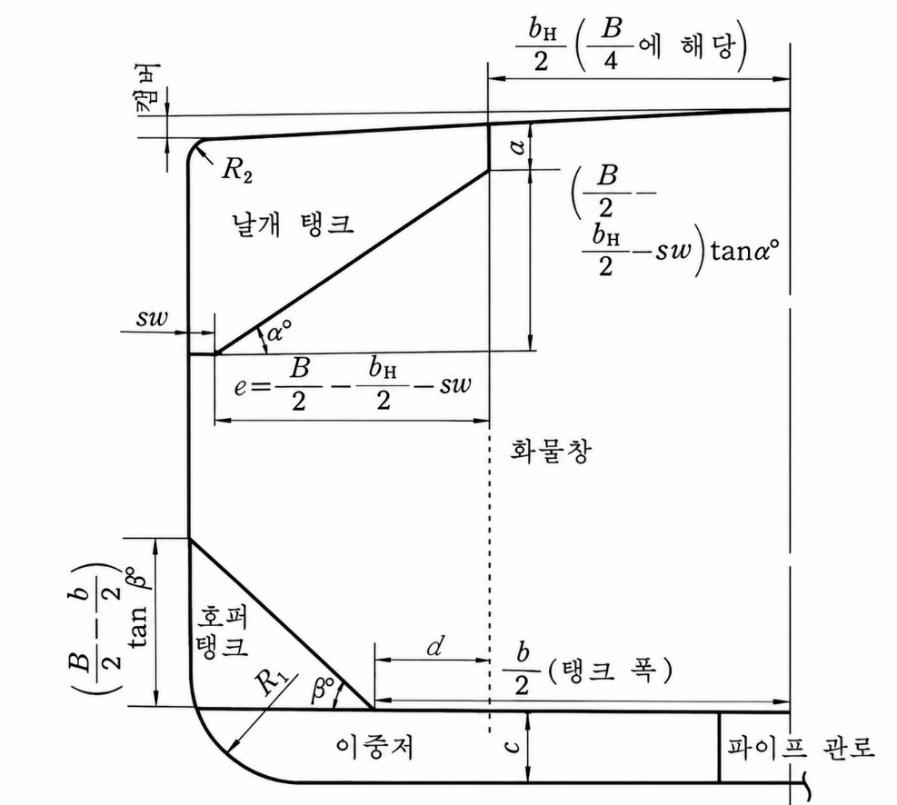 b_H/2 (B/4에 해당)
캠버
R₂
a
(B/2 −
b_H/2 − sw) tanα°
날개 탱크
sw
α°
e = B/2 − b_H/2 − sw
화물창
(B/2 − b/2) tan β°
호퍼
탱크
R₁
β°
d
b/2 (탱크 폭)
이중저
c
파이프 관로